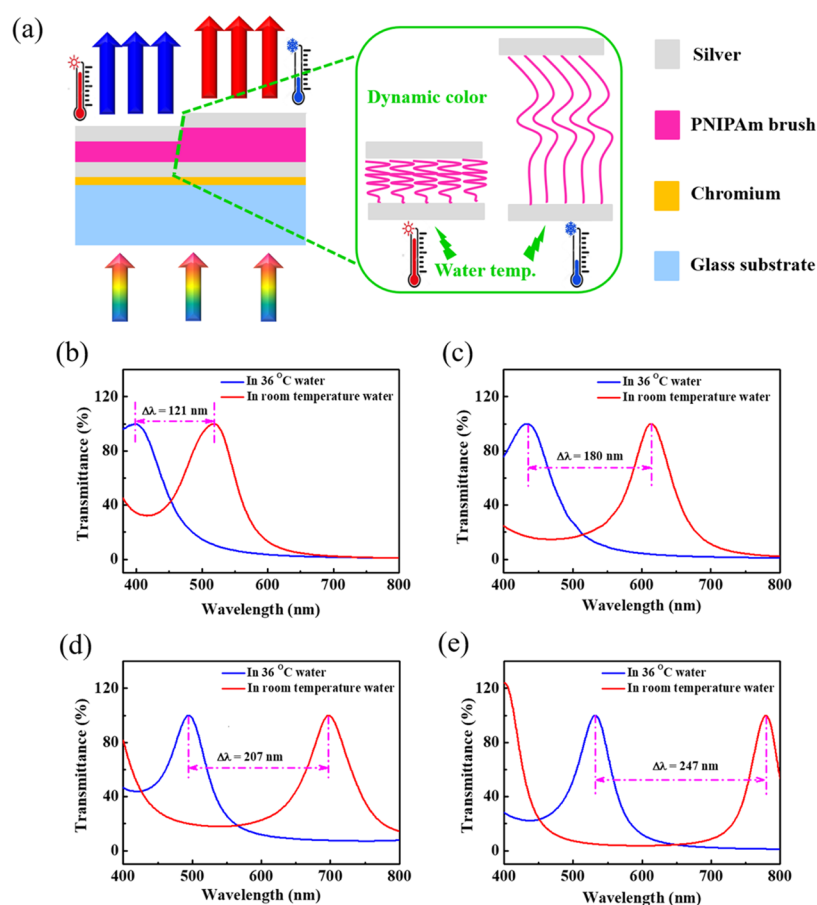 (a)
Dynamic color
Water temp.
Silver
PNIPAm brush
Chromium
Glass substrate
(b)
In 36 °C water
In room temperature water
Δλ = 121 nm
Transmittance (%)
120
80
40
0
400 500 600 700 800
Wavelength (nm)
(c)
In 36 °C water
In room temperature water
Δλ = 180 nm
Transmittance (%)
120
80
40
0
400 500 600 700 800
Wavelength (nm)
(d)
In 36 °C water
In room temperature water
Δλ = 207 nm
Transmittance (%)
120
80
40
0
400 500 600 700 800
Wavelength (nm)
(e)
In 36 °C water
In room temperature water
Δλ = 247 nm
Transmittance (%)
120
80
40
0
400 500 600 700 800
Wavelength (nm)